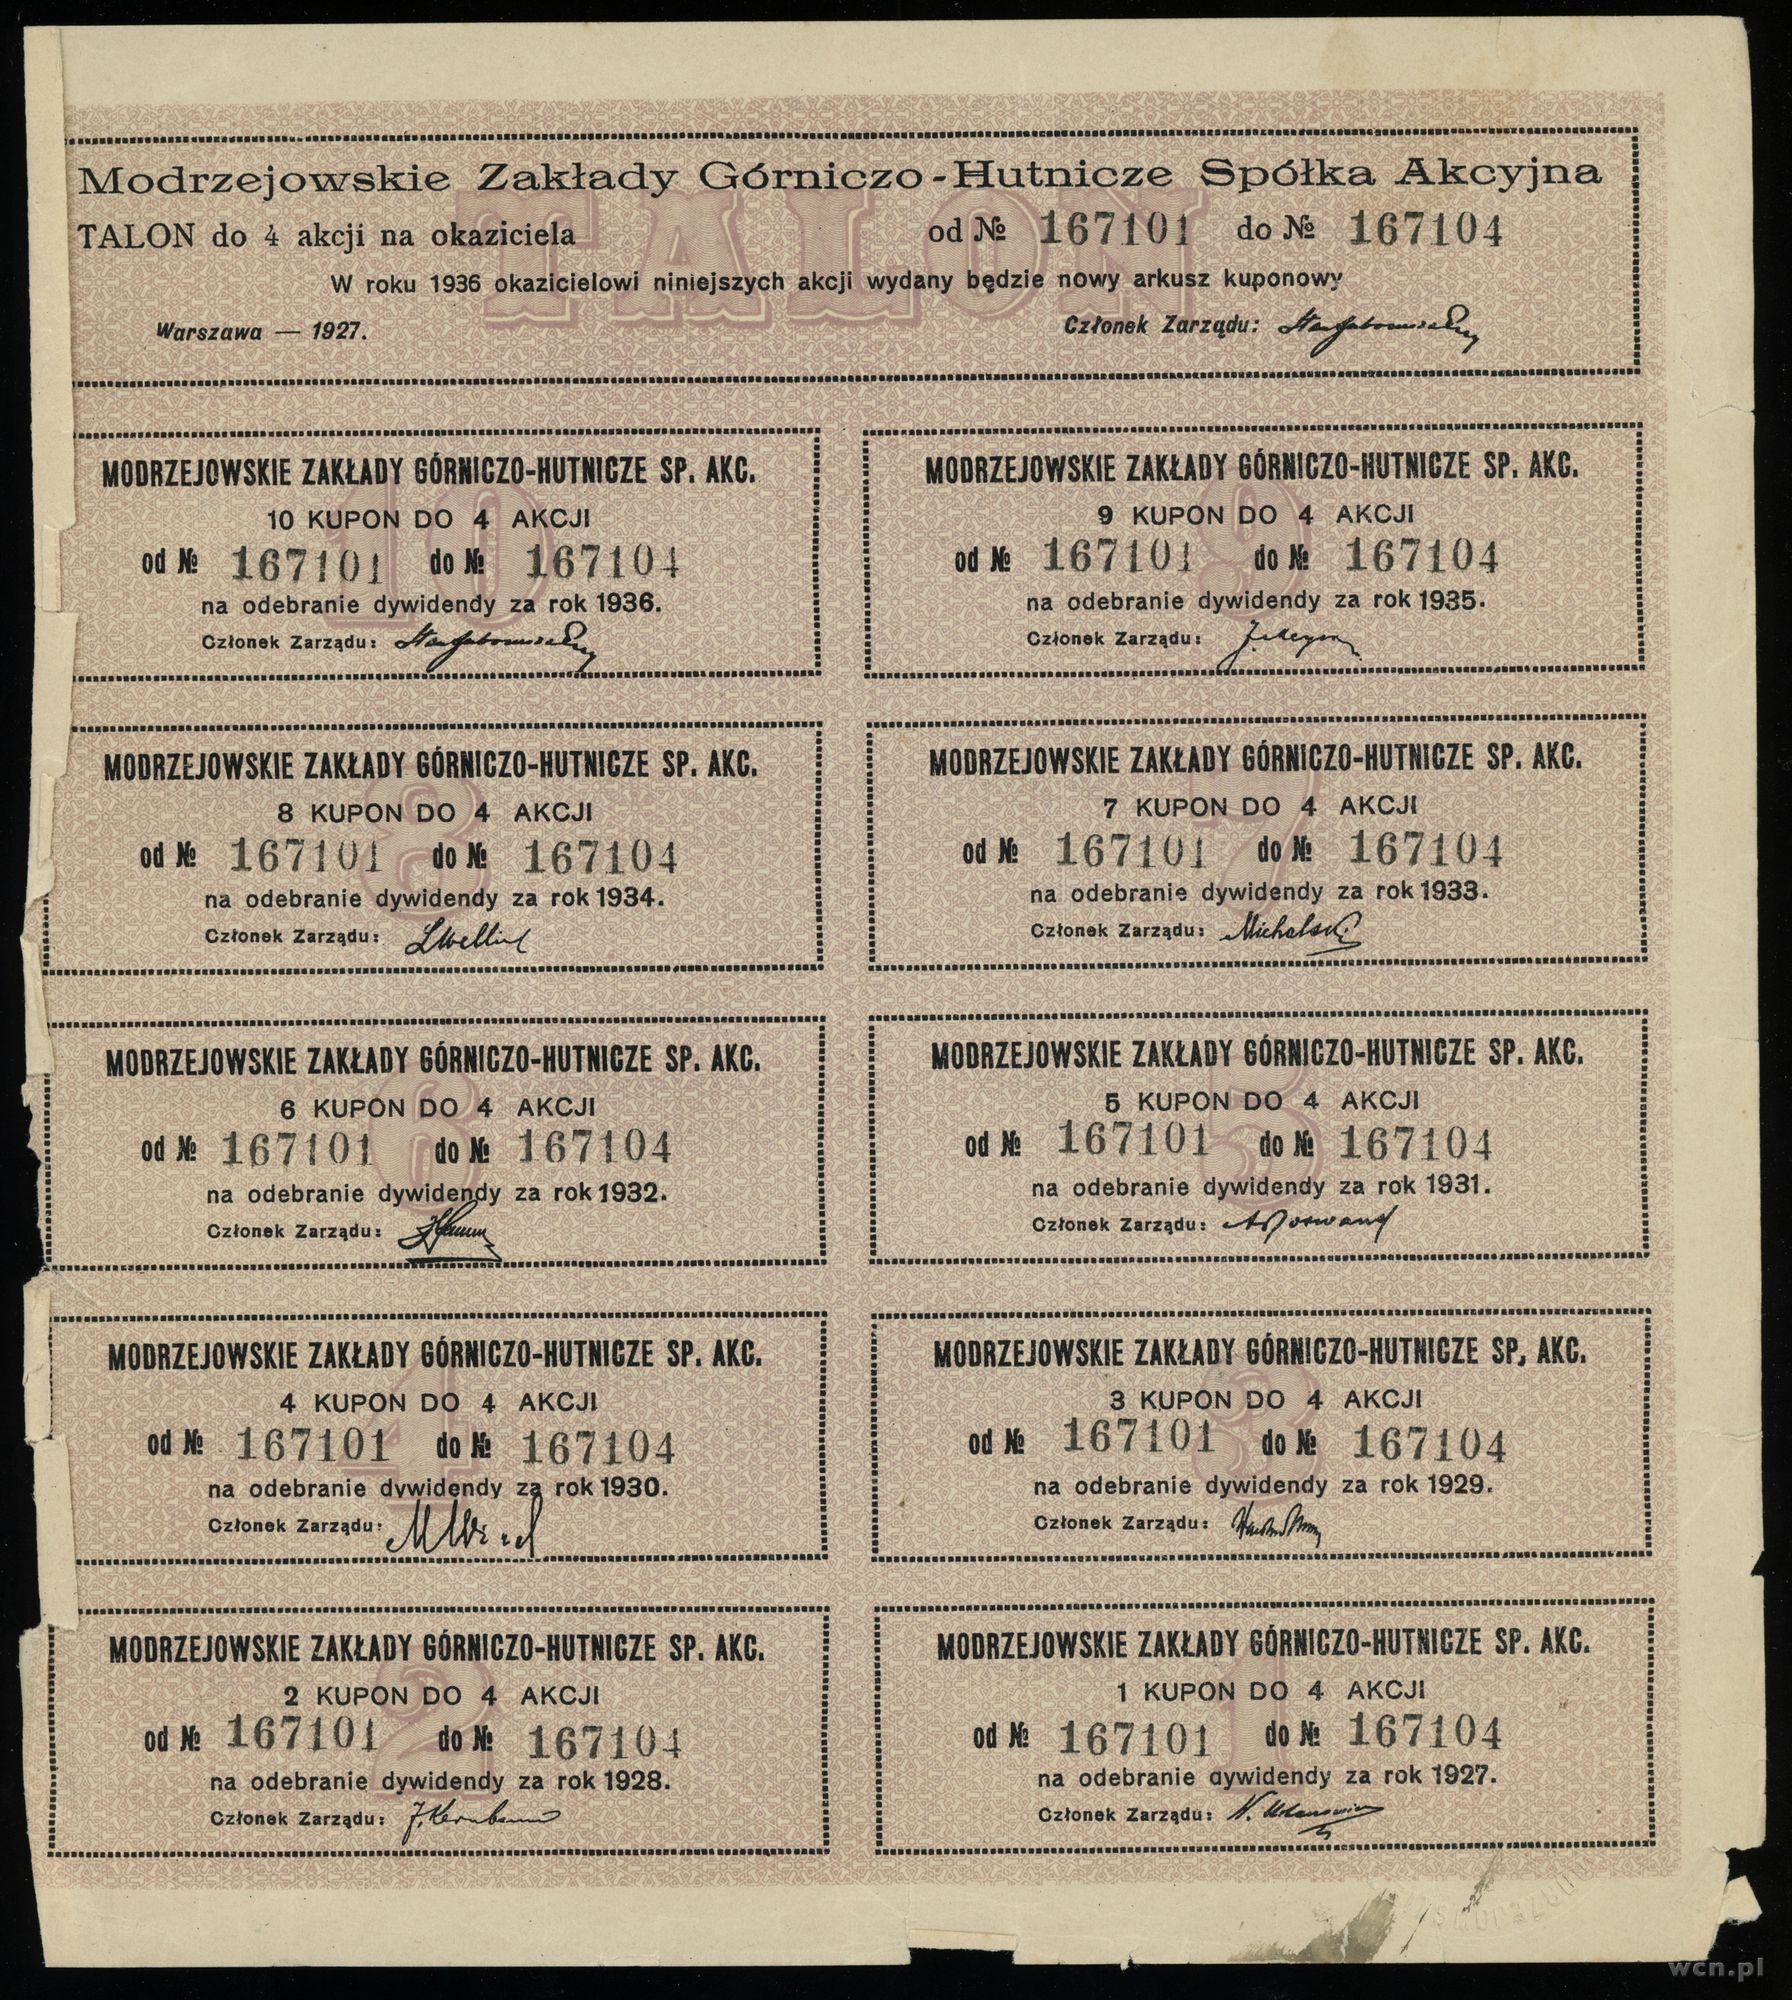 Modrzejowskie Zakłady Górniczo-Hutnicze Spółka Akcyjna
TALON do 4 akcji na okaziciela od № 167101 do № 167104
W roku 1936 okazicielowi niniejszych akcji wydany będzie nowy arkusz kuponowy
Warszawa — 1927. Członek Zarządu:
MODRZEJOWSKIE ZAKŁADY GÓRNICZO-HUTNICZE SP. AKC.
10 KUPON DO 4 AKCJI
od № 167101 do № 167104
na odebranie dywidendy za rok 1936.
Członek Zarządu:
MODRZEJOWSKIE ZAKŁADY GÓRNICZO-HUTNICZE SP. AKC.
9 KUPON DO 4 AKCJI
od № 167101 do № 167104
na odebranie dywidendy za rok 1935.
Członek Zarządu:
MODRZEJOWSKIE ZAKŁADY GÓRNICZO-HUTNICZE SP. AKC.
8 KUPON DO 4 AKCJI
od № 167101 do № 167104
na odebranie dywidendy za rok 1934.
Członek Zarządu:
MODRZEJOWSKIE ZAKŁADY GÓRNICZO-HUTNICZE SP. AKC.
7 KUPON DO 4 AKCJI
od № 167101 do № 167104
na odebranie dywidendy za rok 1933.
Członek Zarządu: Michalski
MODRZEJOWSKIE ZAKŁADY GÓRNICZO-HUTNICZE SP. AKC.
6 KUPON DO 4 AKCJI
od № 167101 do № 167104
na odebranie dywidendy za rok 1932.
Członek Zarządu:
MODRZEJOWSKIE ZAKŁADY GÓRNICZO-HUTNICZE SP. AKC.
5 KUPON DO 4 AKCJI
od № 167101 do № 167104
na odebranie dywidendy za rok 1931.
Członek Zarządu:
MODRZEJOWSKIE ZAKŁADY GÓRNICZO-HUTNICZE SP. AKC.
4 KUPON DO 4 AKCJI
od № 167101 do № 167104
na odebranie dywidendy za rok 1930.
Członek Zarządu:
MODRZEJOWSKIE ZAKŁADY GÓRNICZO-HUTNICZE SP, AKC.
3 KUPON DO 4 AKCJI
od № 167101 do № 167104
na odebranie dywidendy za rok 1929.
Członek Zarządu:
MODRZEJOWSKIE ZAKŁADY GÓRNICZO-HUTNICZE SP. AKC.
2 KUPON DO 4 AKCJI
od № 167101 do № 167104
na odebranie dywidendy za rok 1928.
Członek Zarządu:
MODRZEJOWSKIE ZAKŁADY GÓRNICZO-HUTNICZE SP. AKC.
1 KUPON DO 4 AKCJI
od № 167101 do № 167104
na odebranie dywidendy za rok 1927.
Członek Zarządu:
wcn.pl